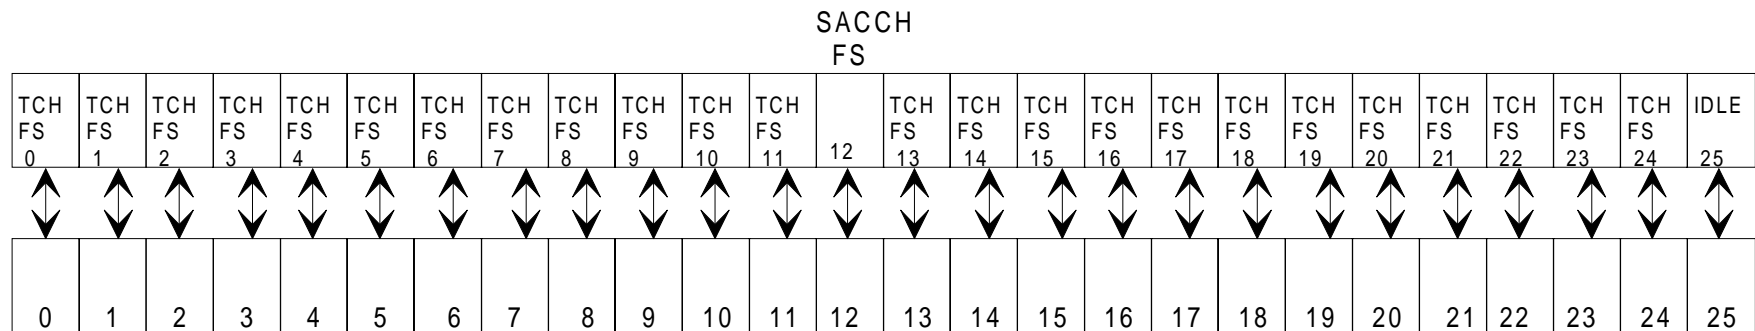 SACCH
FS
TCH TCH TCH TCH TCH TCH TCH TCH TCH TCH TCH TCH TCH TCH TCH TCH TCH TCH TCH TCH TCH TCH TCH TCH IDLE
FS FS FS FS FS FS FS FS FS FS FS FS FS FS FS FS FS FS FS FS FS FS FS FS
0 1 2 3 4 5 6 7 8 9 10 11 12 13 14 15 16 17 18 19 20 21 22 23 24 25
0 1 2 3 4 5 6 7 8 9 10 11 12 13 14 15 16 17 18 19 20 21 22 23 24 25